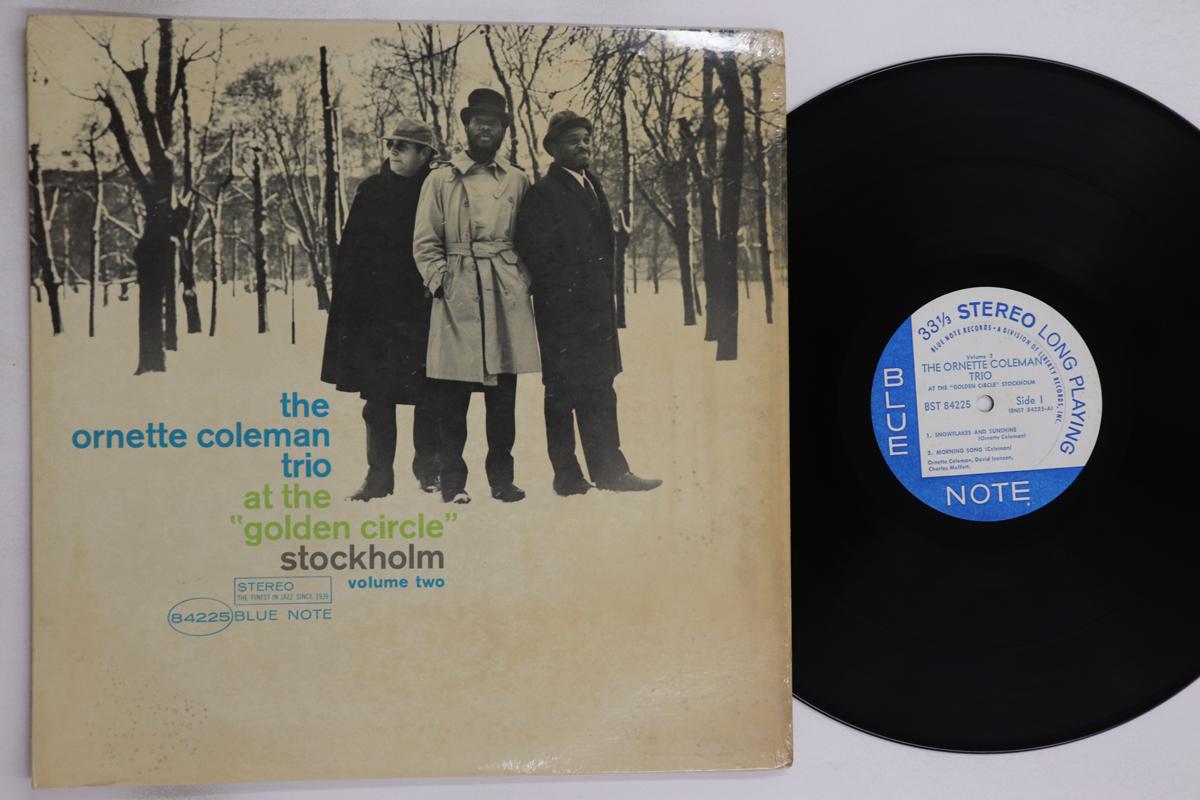 the
ornette coleman
trio
at the
"golden circle"
stockholm
volume two
STEREO
THE FINEST IN JAZZ SINCE 1939
84225 BLUE NOTE
33 1/3 STEREO LONG PLAYING
BLUE NOTE RECORDS • A DIVISION OF LIBERTY RECORDS, INC.
Volume 2
THE ORNETTE COLEMAN
TRIO
AT THE "GOLDEN CIRCLE" STOCKHOLM
BST 84225
Side 1
(BNST 84225-A)
1. SNOWFLAKES AND SUNSHINE
(Ornette Coleman)
2. MORNING SONG (Coleman)
Ornette Coleman, David Izenzon,
Charles Moffett.
BLUE
NOTE